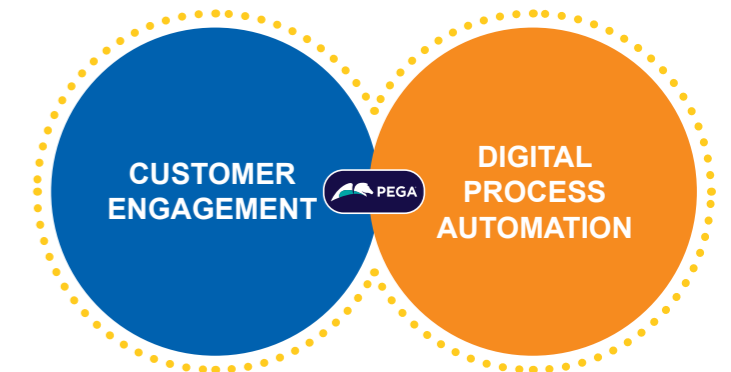 CUSTOMER
ENGAGEMENT
PEGA
DIGITAL
PROCESS
AUTOMATION